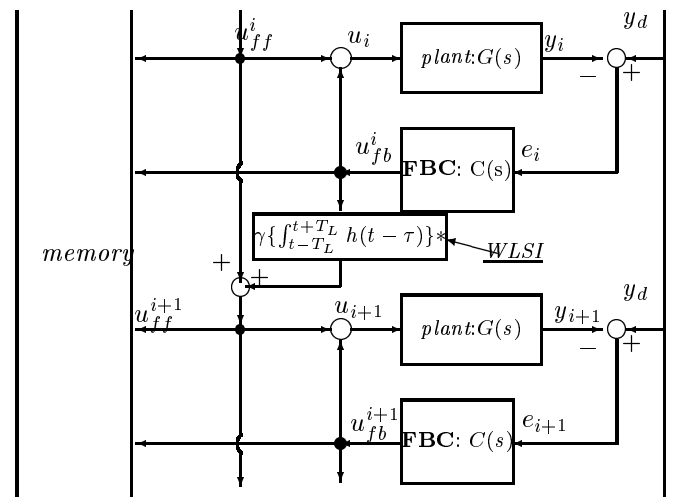 y_d
u_{ff}^i
u_i
plant:G(s)
y_i
− +
u_{fb}^i
FBC: C(s)
e_i
γ{∫_{t−T_L}^{t+T_L} h(t − τ)}*
WLSI
memory
+
+
y_d
u_{ff}^{i+1}
u_{i+1}
plant:G(s)
y_{i+1}
− +
u_{fb}^{i+1}
FBC: C(s)
e_{i+1}